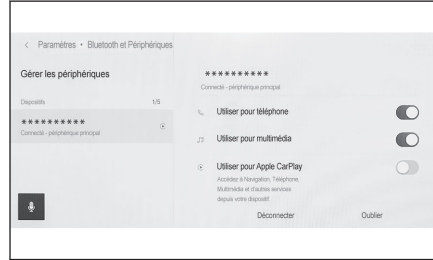 < Paramètres • Bluetooth et Périphériques
Gérer les périphériques
Dispositifs 1/5
**********
Connecté - périphérique principal
**********
Connecté - périphérique principal
Utiliser pour téléphone
Utiliser pour multimédia
Utiliser pour Apple CarPlay
Accédez à Navigation, Téléphone,
Multimédia et d'autres services
depuis votre dispositif.
Déconnecter Oublier